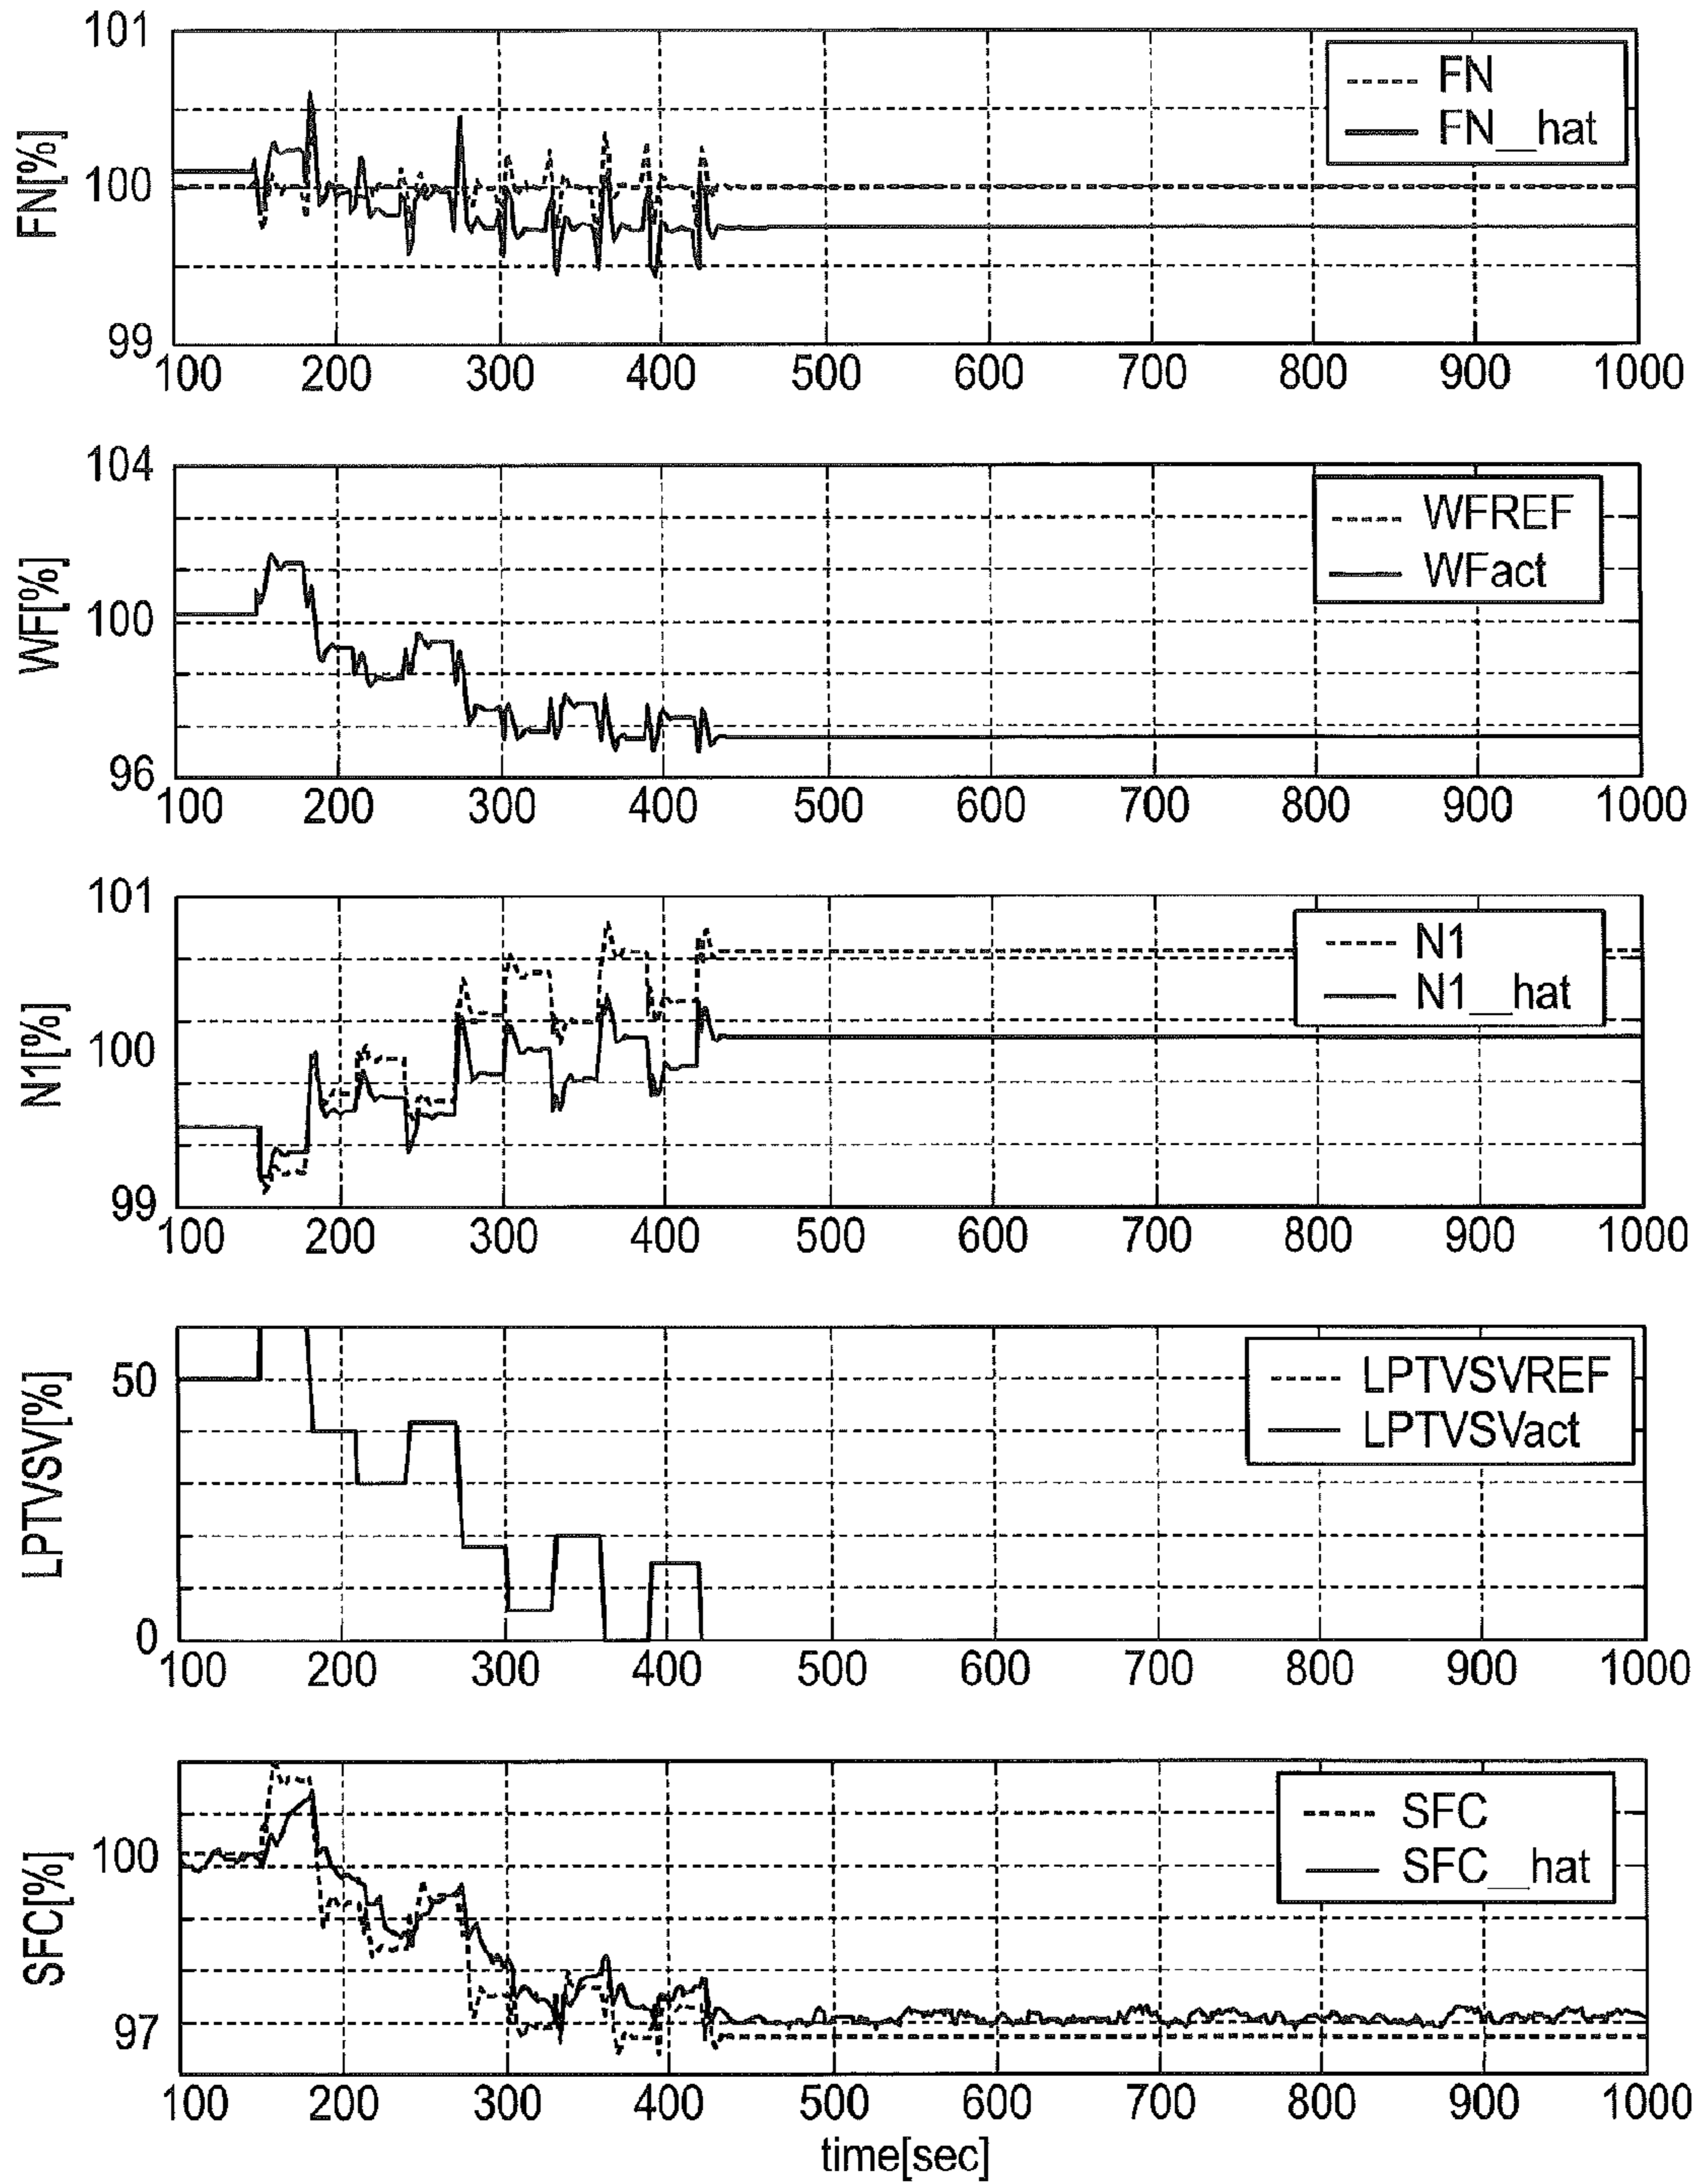 101
FN
FN__hat
FN[%]
100
99
100 200 300 400 500 600 700 800 900 1000
104
WFREF
WFact
WF[%]
100
96
100 200 300 400 500 600 700 800 900 1000
101
N1
N1__hat
N1[%]
100
99
100 200 300 400 500 600 700 800 900 1000
LPTVSVREF
LPTVSVact
LPTVSV[%]
50
0
100 200 300 400 500 600 700 800 900 1000
SFC
SFC__hat
SFC[%]
100
97
100 200 300 400 500 600 700 800 900 1000
time[sec]